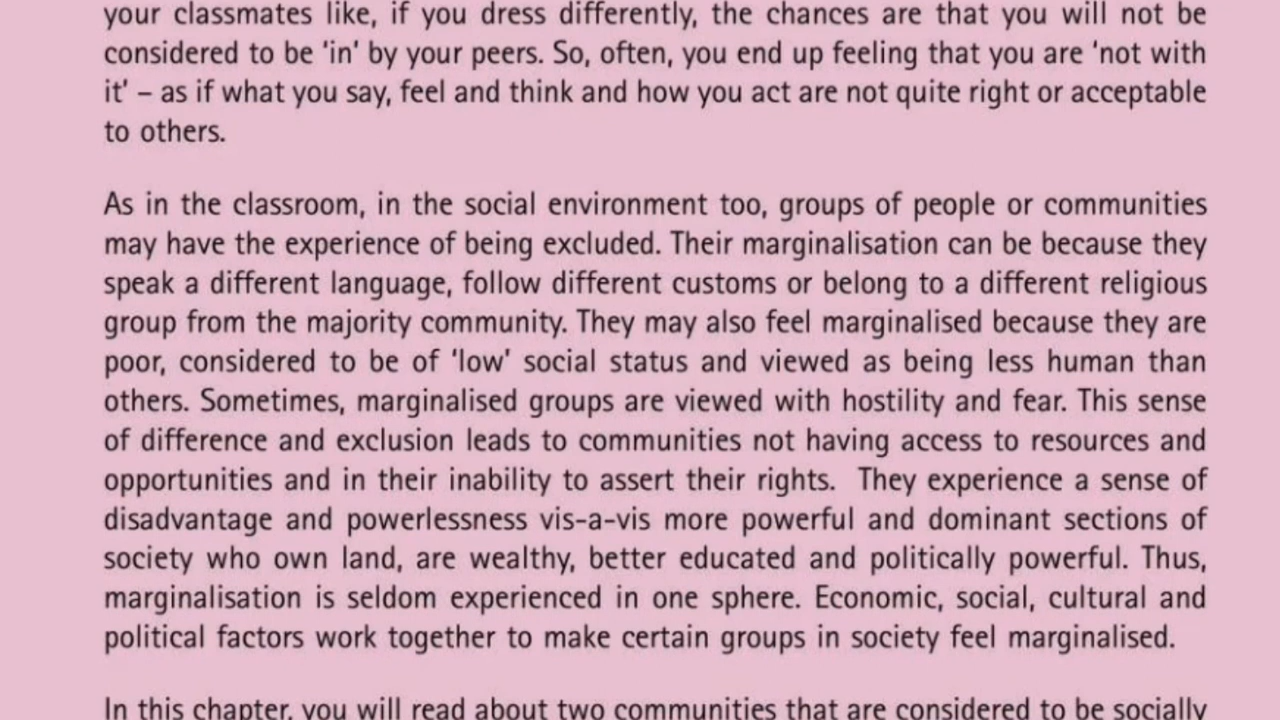 your classmates like, if you dress differently, the chances are that you will not be
considered to be 'in' by your peers. So, often, you end up feeling that you are 'not with
it' – as if what you say, feel and think and how you act are not quite right or acceptable
to others.
As in the classroom, in the social environment too, groups of people or communities
may have the experience of being excluded. Their marginalisation can be because they
speak a different language, follow different customs or belong to a different religious
group from the majority community. They may also feel marginalised because they are
poor, considered to be of 'low' social status and viewed as being less human than
others. Sometimes, marginalised groups are viewed with hostility and fear. This sense
of difference and exclusion leads to communities not having access to resources and
opportunities and in their inability to assert their rights. They experience a sense of
disadvantage and powerlessness vis-a-vis more powerful and dominant sections of
society who own land, are wealthy, better educated and politically powerful. Thus,
marginalisation is seldom experienced in one sphere. Economic, social, cultural and
political factors work together to make certain groups in society feel marginalised.
In this chapter, you will read about two communities that are considered to be socially